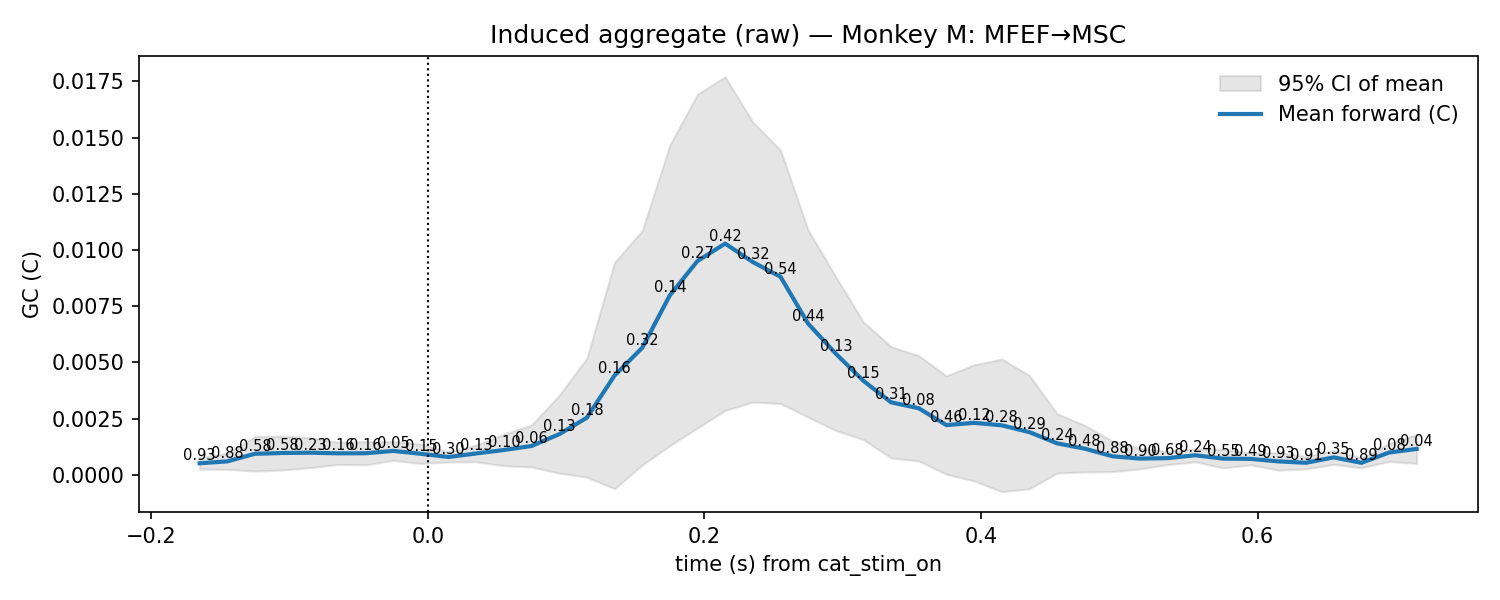 Induced aggregate (raw) — Monkey M: MFEF→MSC
95% CI of mean
Mean forward (C)
GC (C)
0.0175
0.0150
0.0125
0.0100
0.0075
0.0050
0.0025
0.0000
0.93 0.88 0.58 0.58 0.23 0.16 0.16 0.05 0.15 0.30 0.13 0.10 0.06 0.13 0.18 0.16 0.32 0.14 0.27 0.42 0.32 0.54 0.44 0.13 0.15 0.31 0.08 0.46 0.12 0.28 0.29 0.24 0.48 0.88 0.90 0.68 0.24 0.55 0.49 0.93 0.91 0.35 0.89 0.08 0.04
−0.2 0.0 0.2 0.4 0.6
time (s) from cat_stim_on